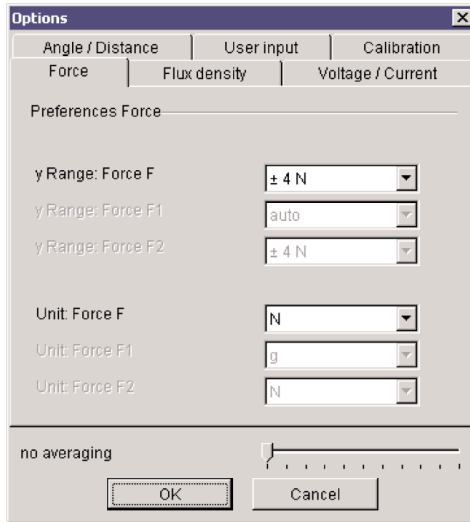 Options
Angle / Distance User input Calibration
Force Flux density Voltage / Current
Preferences Force
y Range: Force F ± 4 N
y Range: Force F1 auto
y Range: Force F2 ± 4 N
Unit: Force F N
Unit: Force F1 g
Unit: Force F2 N
no averaging
OK Cancel